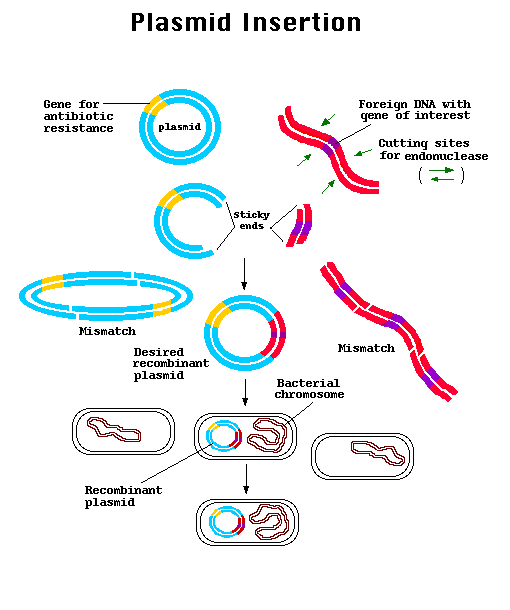 Plasmid Insertion
Gene for
antibiotic
resistance
plasmid
Foreign DNA with
gene of interest
Cutting sites
for endonuclease
( )
Sticky
ends
Mismatch
Desired
recombinant
plasmid
Mismatch
Bacterial
chromosome
Recombinant
plasmid